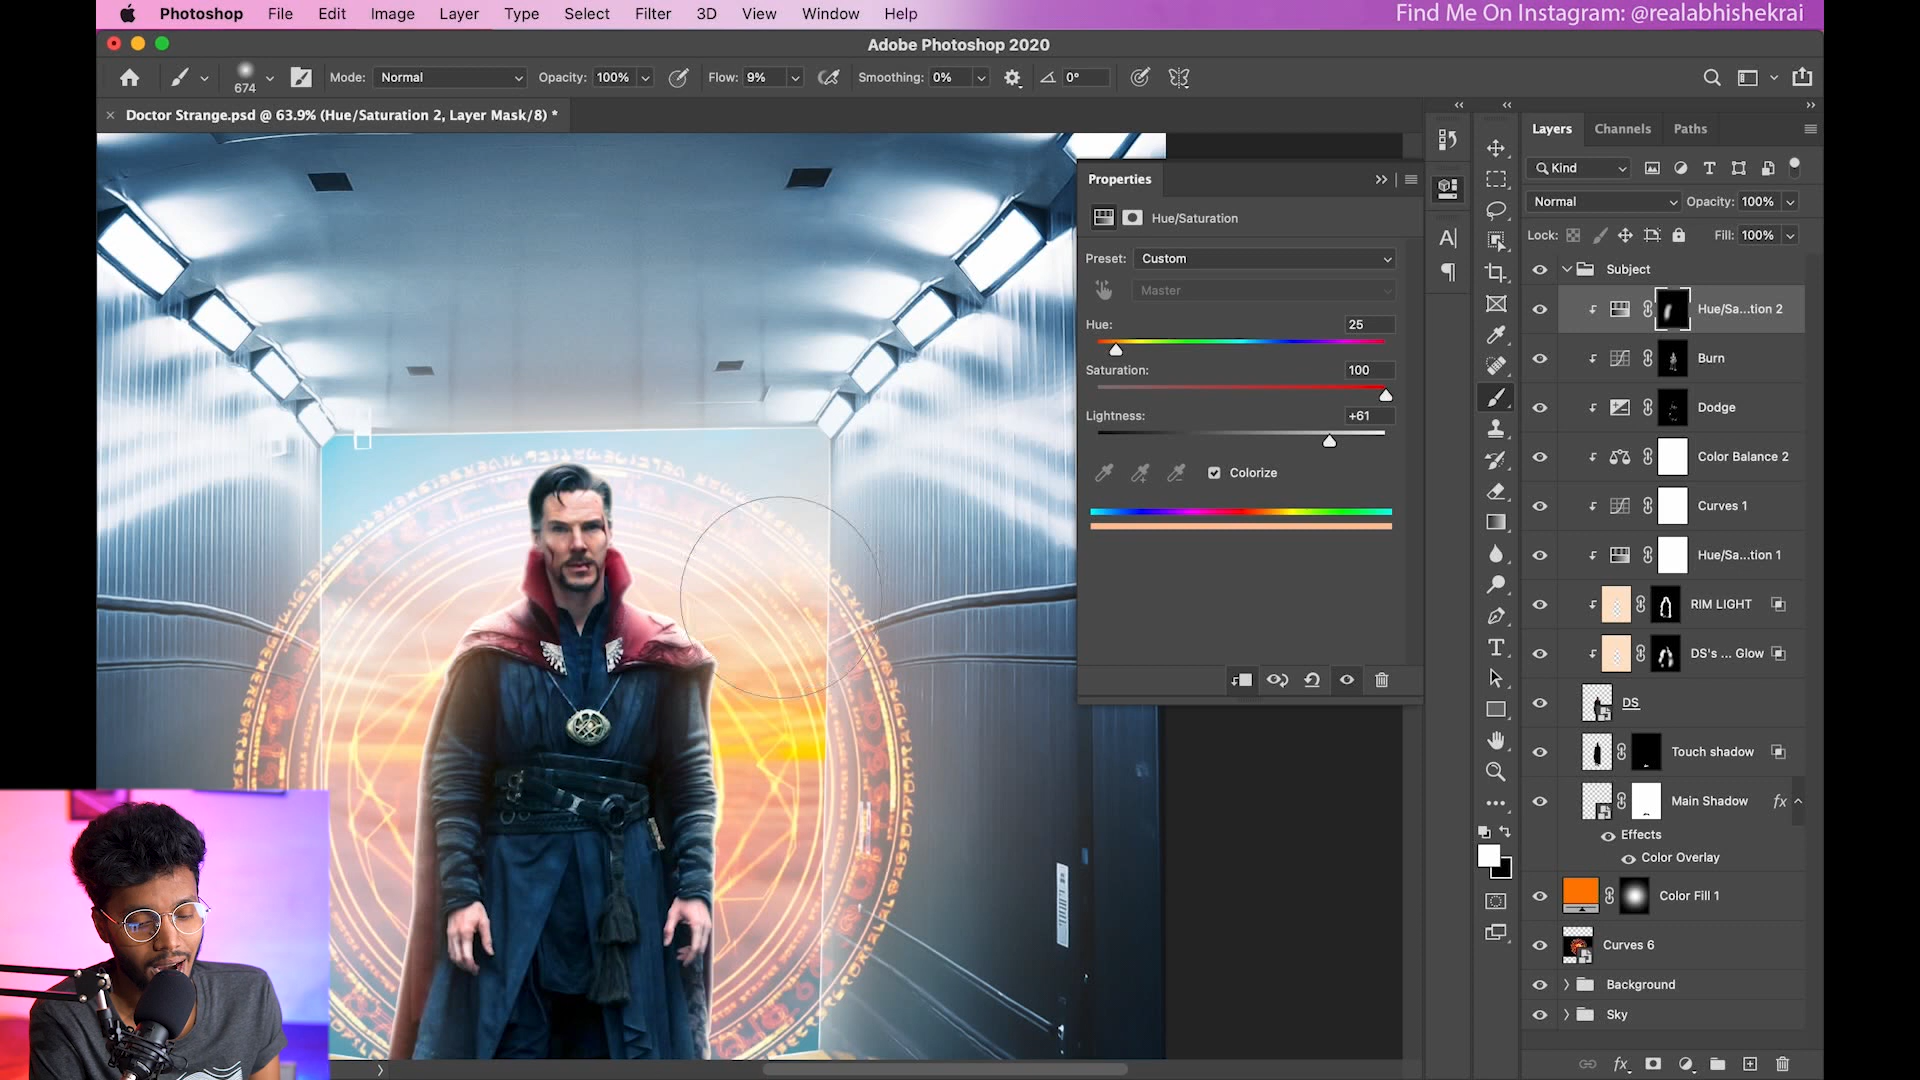 Photoshop File Edit Image Layer Type Select Filter 3D View Window Help
Find Me On Instagram: @realabhishekrai
Adobe Photoshop 2020
674 Mode: Normal Opacity: 100% Flow: 9% Smoothing: 0% 0°
Doctor Strange.psd @ 63.9% (Hue/Saturation 2, Layer Mask/8) *
Properties
Hue/Saturation
Preset: Custom
Master
Hue: 25
Saturation: 100
Lightness: +61
Colorize
Layers Channels Paths
Kind
Normal Opacity: 100%
Lock: Fill: 100%
Subject
Hue/Sa...tion 2
Burn
Dodge
Color Balance 2
Curves 1
Hue/Sa...tion 1
RIM LIGHT
DS's ... Glow
DS
Touch shadow
Main Shadow fx
Effects
Color Overlay
Color Fill 1
Curves 6
Background
Sky
fx